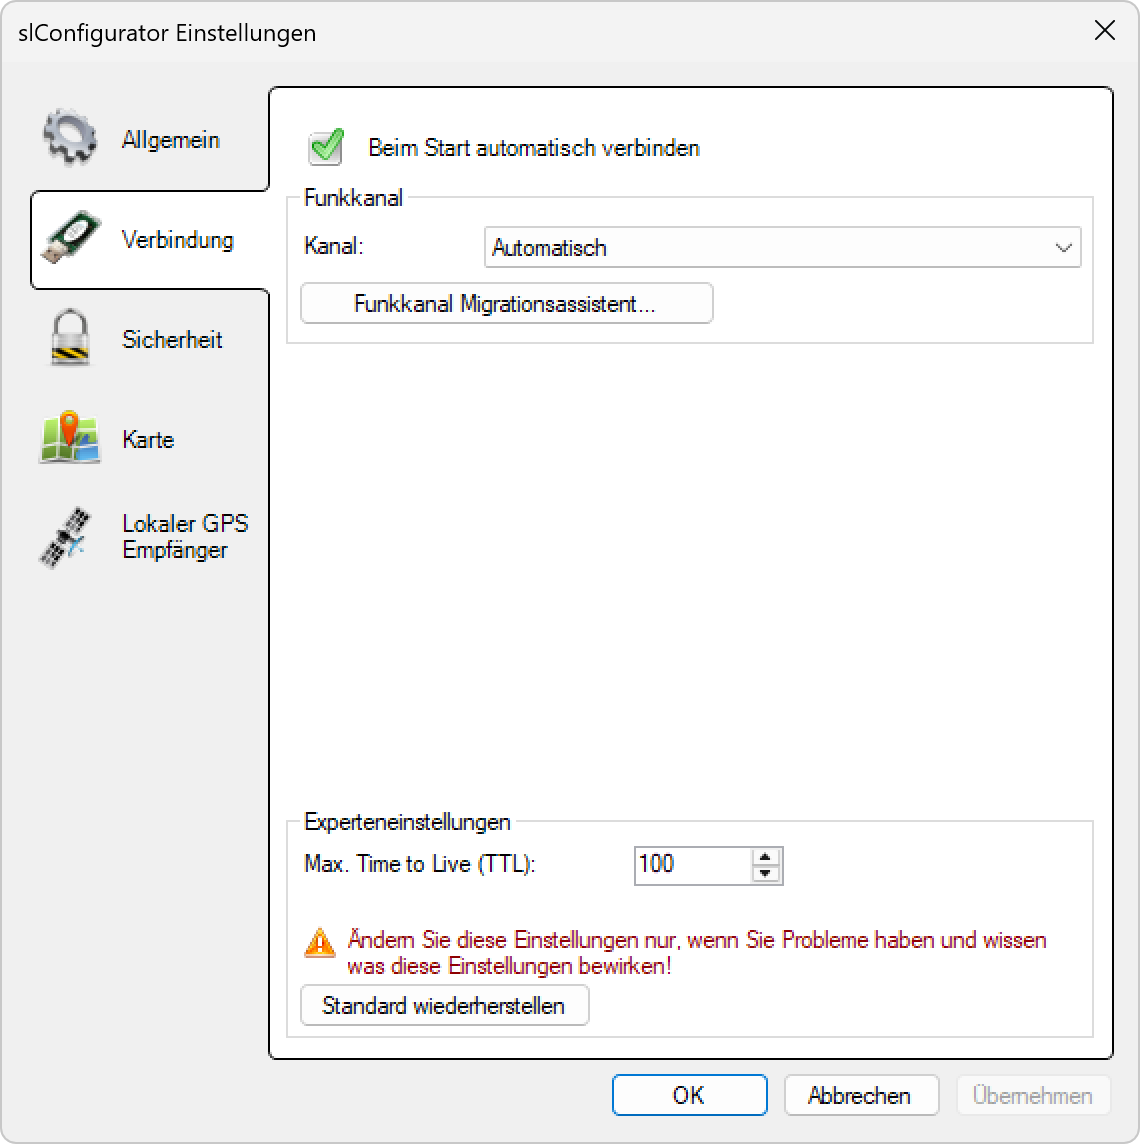 slConfigurator Einstellungen
Allgemein
Verbindung
Sicherheit
Karte
Lokaler GPS
Empfänger
Beim Start automatisch verbinden
Funkkanal
Kanal:
Automatisch
Funkkanal Migrationsassistent...
Experteneinstellungen
Max. Time to Live (TTL):
100
Ändern Sie diese Einstellungen nur, wenn Sie Probleme haben und wissen
was diese Einstellungen bewirken!
Standard wiederherstellen
OK
Abbrechen
Übernehmen